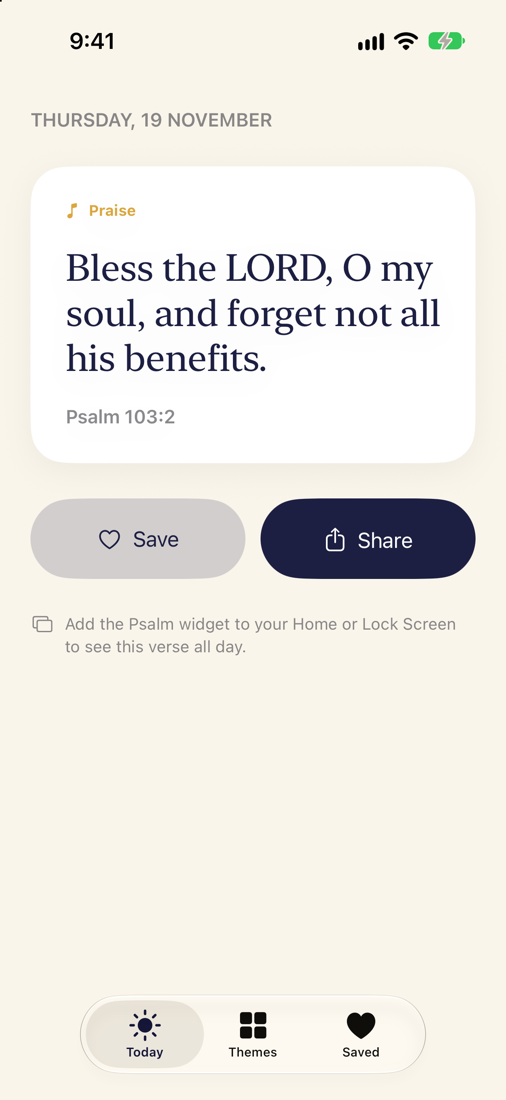 9:41
THURSDAY, 19 NOVEMBER
Praise
Bless the LORD, O my
soul, and forget not all
his benefits.
Psalm 103:2
Save
Share
Add the Psalm widget to your Home or Lock Screen
to see this verse all day.
Today
Themes
Saved